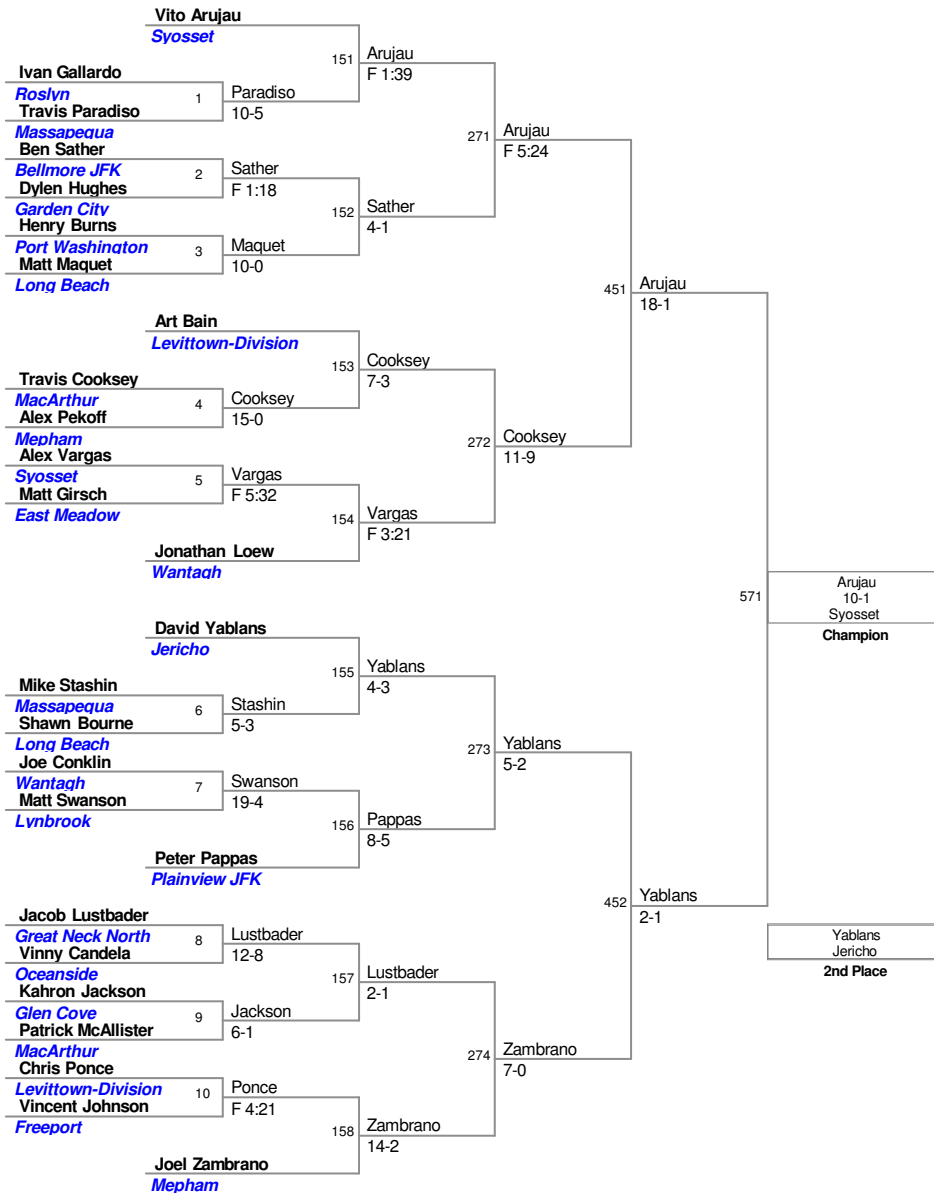 Vito Arujau
Syosset
151
Arujau
F 1:39
Ivan Gallardo
Roslyn
1
Paradiso
Travis Paradiso
10-5
Massapequa
271
Arujau
F 5:24
Ben Sather
Bellmore JFK
2
Sather
Dylen Hughes
F 1:18
Garden City
152
Sather
4-1
Henry Burns
Port Washington
3
Maquet
Matt Maquet
10-0
Long Beach
451
Arujau
18-1
Art Bain
Levittown-Division
153
Cooksey
7-3
Travis Cooksey
MacArthur
4
Cooksey
Alex Pekoff
15-0
Mepham
272
Cooksey
11-9
Alex Vargas
Syosset
5
Vargas
Matt Girsch
F 5:32
East Meadow
154
Vargas
F 3:21
Jonathan Loew
Wantagh
571
Arujau
10-1
Syosset
Champion
David Yablans
Jericho
155
Yablans
4-3
Mike Stashin
Massapequa
6
Stashin
Shawn Bourne
5-3
Long Beach
273
Yablans
5-2
Joe Conklin
Wantagh
7
Swanson
Matt Swanson
19-4
Lynbrook
156
Pappas
8-5
Peter Pappas
Plainview JFK
452
Yablans
2-1
Jacob Lustbader
Great Neck North
8
Lustbader
Vinny Candela
12-8
Oceanside
157
Lustbader
2-1
Yablans
Jericho
2nd Place
Kahron Jackson
Glen Cove
9
Jackson
Patrick McAllister
6-1
MacArthur
274
Zambrano
7-0
Chris Ponce
Levittown-Division
10
Ponce
Vincent Johnson
F 4:21
Freeport
158
Zambrano
14-2
Joel Zambrano
Mepham